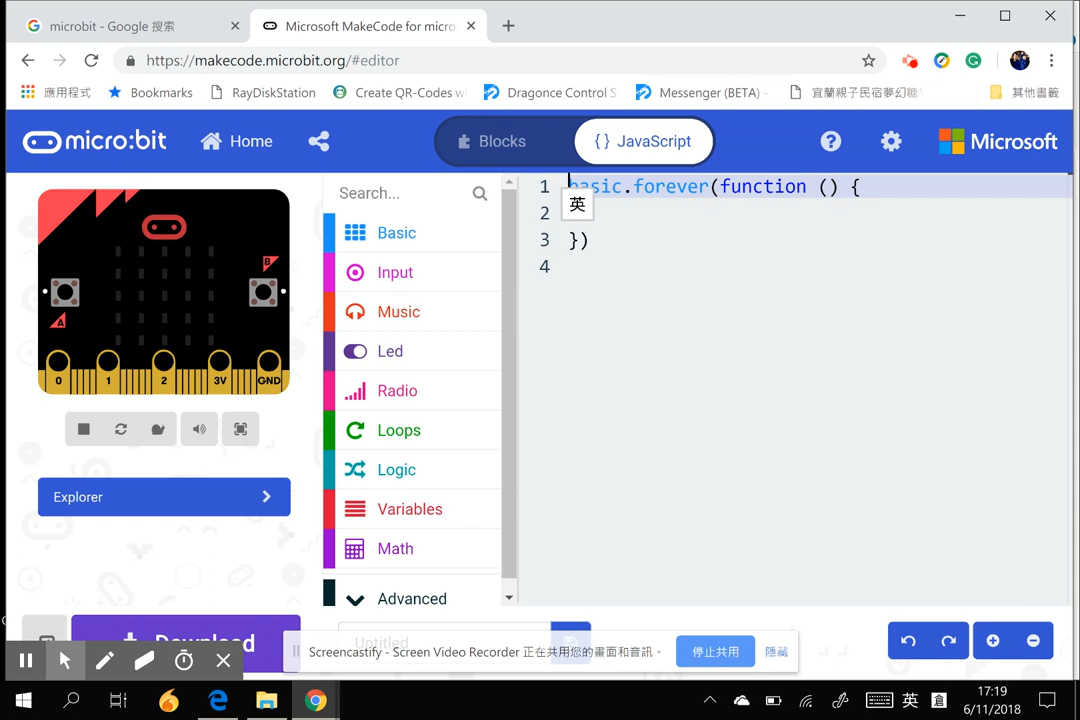 microbit - Google 搜索
Microsoft MakeCode for micro
https://makecode.microbit.org/#editor
應用程式
Bookmarks
RayDiskStation
Create QR-Codes w
Dragonce Control S
Messenger (BETA) -
宜蘭親子民宿夢幻
其他書籤
micro:bit
Home
Blocks
{} JavaScript
Microsoft
Search...
Basic
Input
Music
Led
Radio
Loops
Logic
Variables
Math
Advanced
1 basic.forever(function () {
英
2
3 })
4
B
A
0 1 2 3V GND
Explorer
Download
Untitled
Screencastify - Screen Video Recorder 正在共用您的畫面和音訊。
停止共用
隱藏
英
倉
17:19
6/11/2018